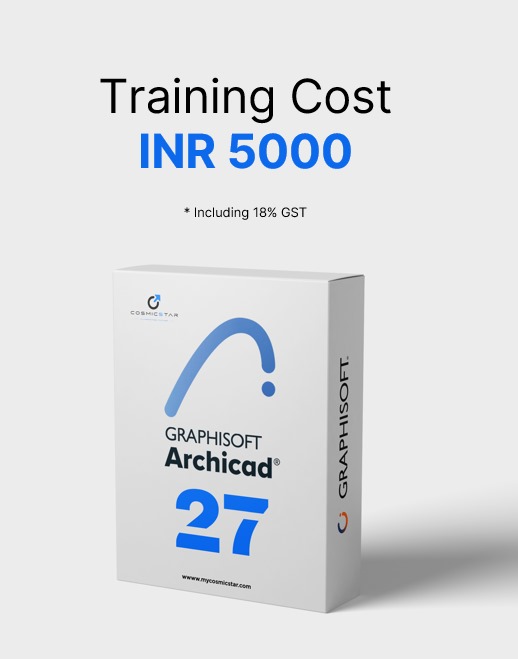 Training Cost
INR 5000
* Including 18% GST
COSMICSTAR
GRAPHISOFT
Archicad®
27
www.mycosmicstar.com
GRAPHISOFT.